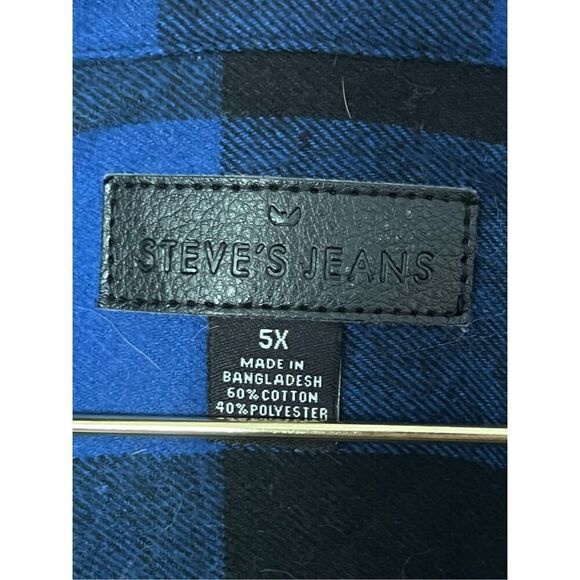 STEVE'S JEANS
5X
MADE IN
BANGLADESH
60% COTTON
40% POLYESTER